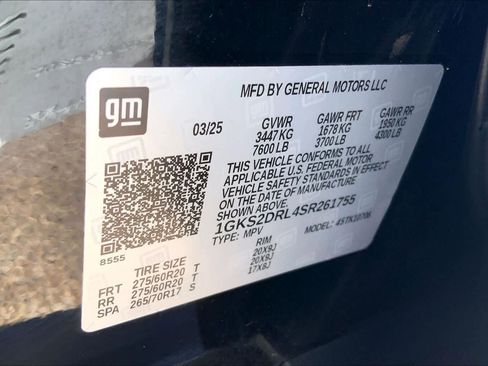 gm
MFD BY GENERAL MOTORS LLC
03/25 GVWR GAWR FRT GAWR RR
3447 KG 1678 KG 1950 KG
7600 LB 3700 LB 4300 LB
THIS VEHICLE CONFORMS TO ALL
APPLICABLE U.S. FEDERAL MOTOR
VEHICLE SAFETY STANDARDS IN EFFECT
ON THE DATE OF MANUFACTURE
1GKS2DRL4SR261755
TYPE: MPV MODEL: 4STK10706
8555
TIRE SIZE RIM
FRT 275/60R20 T 20X9J
RR 275/60R20 T 20X9J
SPA 265/70R17 S 17X8J